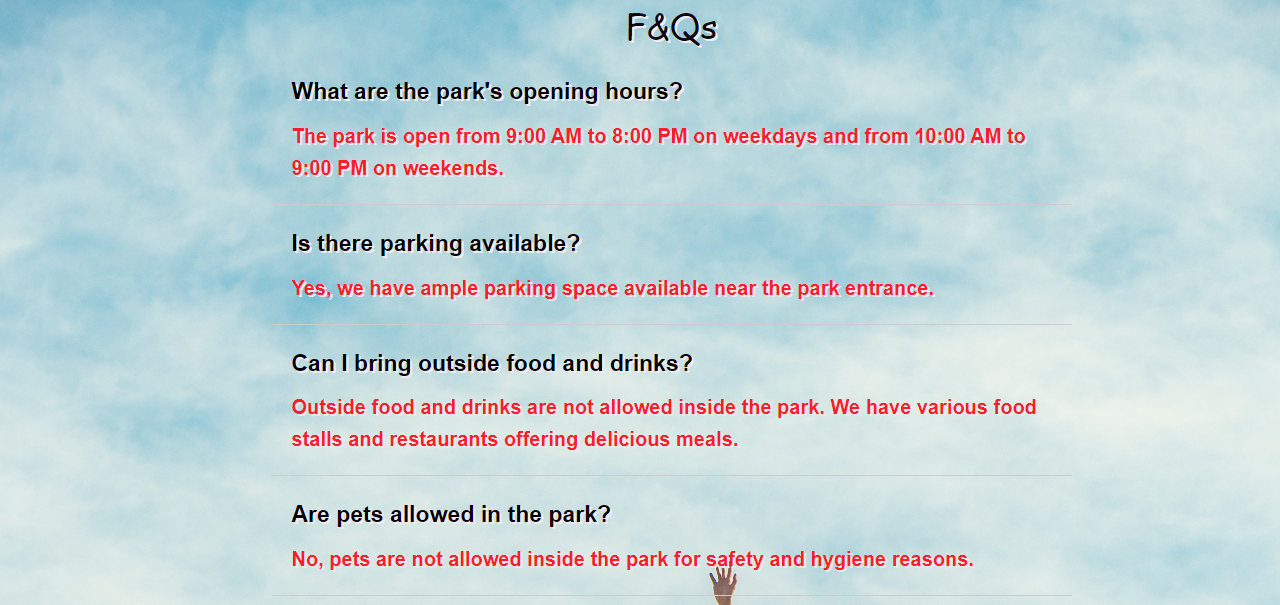 F&Qs
What are the park's opening hours?
The park is open from 9:00 AM to 8:00 PM on weekdays and from 10:00 AM to
9:00 PM on weekends.
Is there parking available?
Yes, we have ample parking space available near the park entrance.
Can I bring outside food and drinks?
Outside food and drinks are not allowed inside the park. We have various food
stalls and restaurants offering delicious meals.
Are pets allowed in the park?
No, pets are not allowed inside the park for safety and hygiene reasons.